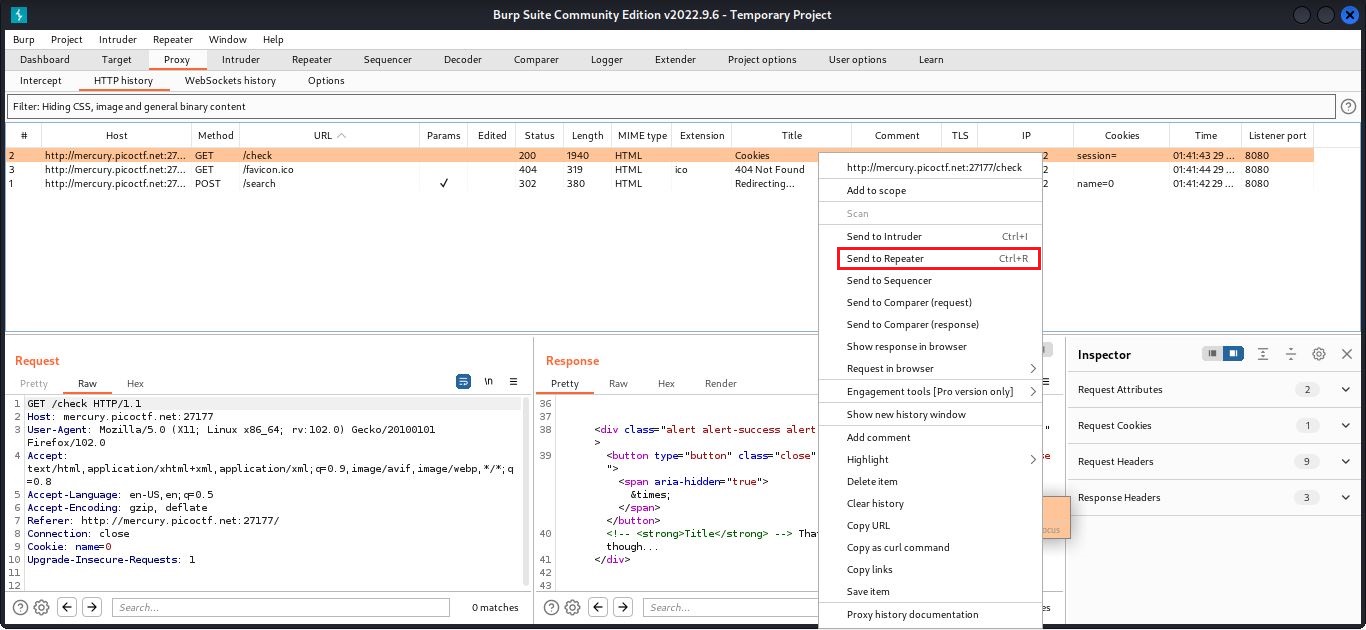 Burp Suite Community Edition v2022.9.6 - Temporary Project
Burp Project Intruder Repeater Window Help
Dashboard Target Proxy Intruder Repeater Sequencer Decoder Comparer Logger Extender Project options User options Learn
Intercept HTTP history WebSockets history Options
Filter: Hiding CSS, image and general binary content
# Host Method URL Params Edited Status Length MIME type Extension Title Comment TLS IP Cookies Time Listener port
2 http://mercury.picoctf.net:27... GET /check 200 1940 HTML Cookies 2 session= 01:41:43 29 ... 8080
3 http://mercury.picoctf.net:27... GET /favicon.ico 404 319 HTML ico 404 Not Found 2 01:41:44 29 ... 8080
1 http://mercury.picoctf.net:27... POST /search ✓ 302 380 HTML Redirecting... 2 name=0 01:41:42 29 ... 8080
http://mercury.picoctf.net:27177/check
Add to scope
Scan
Send to Intruder Ctrl+I
Send to Repeater Ctrl+R
Send to Sequencer
Send to Comparer (request)
Send to Comparer (response)
Show response in browser
Request in browser
Engagement tools [Pro version only]
Show new history window
Add comment
Highlight
Delete item
Clear history
Copy URL
Copy as curl command
Copy links
Save item
Proxy history documentation
Request
Pretty Raw Hex \n
1 GET /check HTTP/1.1
2 Host: mercury.picoctf.net:27177
3 User-Agent: Mozilla/5.0 (X11; Linux x86_64; rv:102.0) Gecko/20100101
Firefox/102.0
4 Accept:
text/html,application/xhtml+xml,application/xml;q=0.9,image/avif,image/webp,*/*;q
=0.8
5 Accept-Language: en-US,en;q=0.5
6 Accept-Encoding: gzip, deflate
7 Referer: http://mercury.picoctf.net:27177/
8 Connection: close
9 Cookie: name=0
10 Upgrade-Insecure-Requests: 1
11
12
Search... 0 matches
Response
Pretty Raw Hex Render
36
37
38 <div class="alert alert-success alert "
>
39 <button type="button" class="close"
">
<span aria-hidden="true">
&times;
</span>
</button>
40 <!-- <strong>Title</strong> --> Tha
though...
41 </div>
42
43
Search...
Inspector
Request Attributes 2
Request Cookies 1
Request Headers 9
Response Headers 3